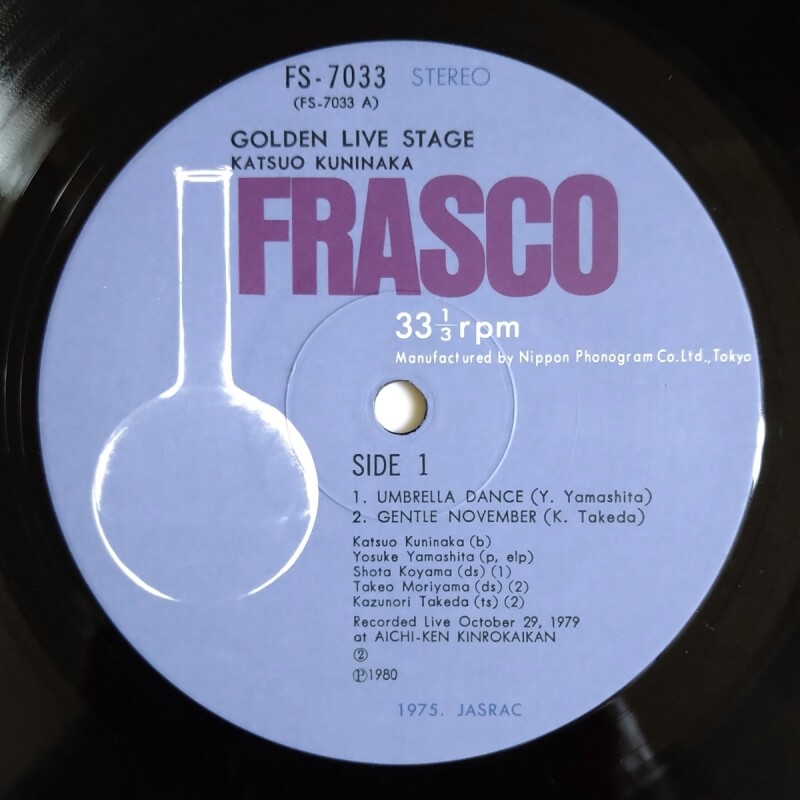 FS-7033 STEREO
(FS-7033 A)
GOLDEN LIVE STAGE
KATSUO KUNINAKA
FRASCO
33 1/3 rpm
Manufactured by Nippon Phonogram Co.Ltd.,Tokyo
SIDE 1
1. UMBRELLA DANCE (Y. Yamashita)
2. GENTLE NOVEMBER (K. Takeda)
Katsuo Kuninaka (b)
Yosuke Yamashita (p, elp)
Shota Koyama (ds) (1)
Takeo Moriyama (ds) (2)
Kazunori Takeda (ts) (2)
Recorded Live October 29, 1979
at AICHI-KEN KINROKAIKAN
②
℗1980
1975. JASRAC